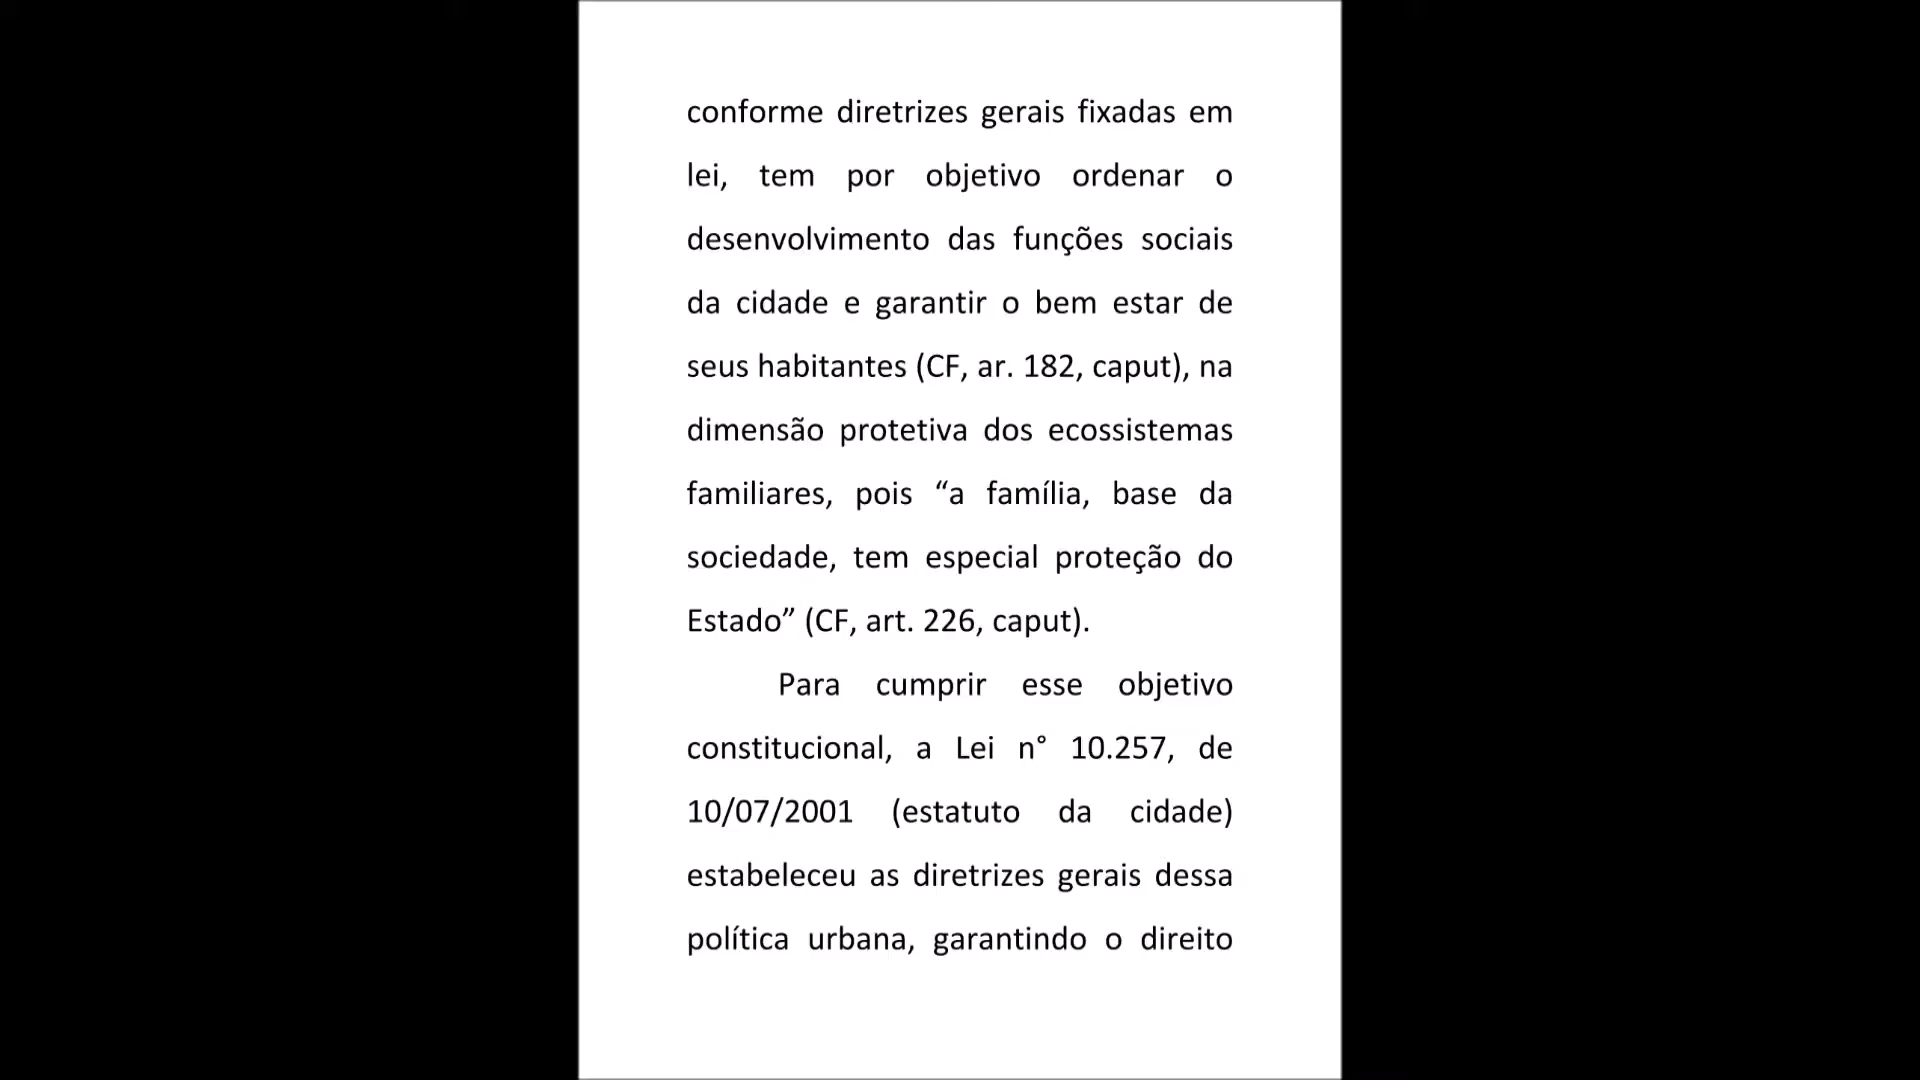 conforme diretrizes gerais fixadas em
lei, tem por objetivo ordenar o
desenvolvimento das funções sociais
da cidade e garantir o bem estar de
seus habitantes (CF, ar. 182, caput), na
dimensão protetiva dos ecossistemas
familiares, pois “a família, base da
sociedade, tem especial proteção do
Estado” (CF, art. 226, caput).
Para cumprir esse objetivo
constitucional, a Lei n° 10.257, de
10/07/2001 (estatuto da cidade)
estabeleceu as diretrizes gerais dessa
política urbana, garantindo o direito